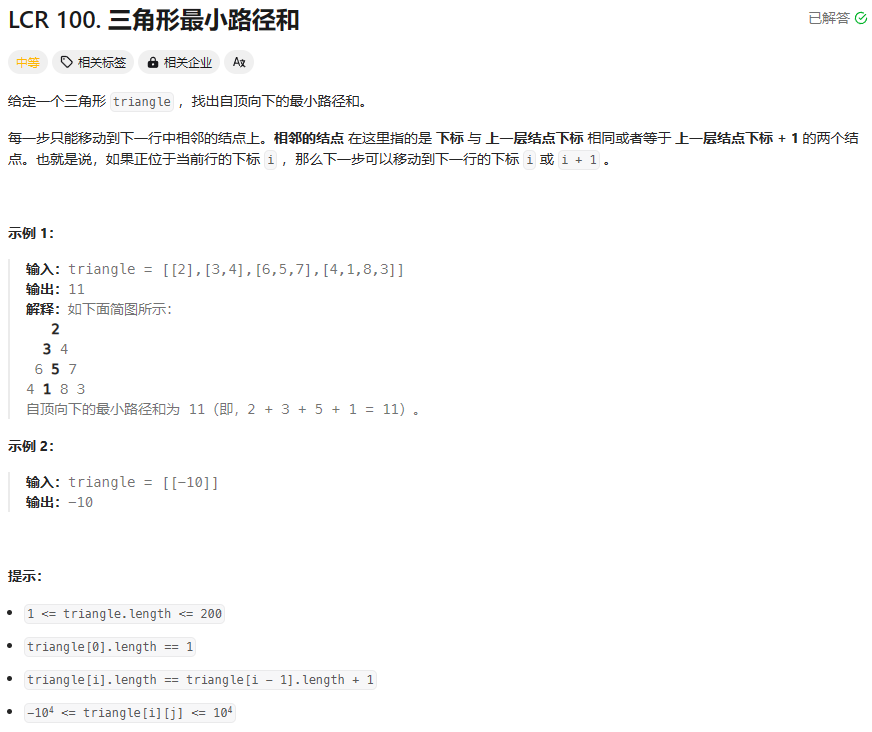 LCR 100. 三角形最小路径和
已解答
中等 相关标签 相关企业 Aあ
给定一个三角形 triangle ，找出自顶向下的最小路径和。
每一步只能移动到下一行中相邻的结点上。相邻的结点 在这里指的是 下标 与 上一层结点下标 相同或者等于 上一层结点下标 + 1 的两个结
点。也就是说，如果正位于当前行的下标 i ，那么下一步可以移动到下一行的下标 i 或 i + 1 。
示例 1：
输入：triangle = [[2],[3,4],[6,5,7],[4,1,8,3]]
输出：11
解释：如下面简图所示：
2
3 4
6 5 7
4 1 8 3
自顶向下的最小路径和为 11（即，2 + 3 + 5 + 1 = 11）。
示例 2：
输入：triangle = [[-10]]
输出：-10
提示：
1 <= triangle.length <= 200
triangle[0].length == 1
triangle[i].length == triangle[i - 1].length + 1
-10⁴ <= triangle[i][j] <= 10⁴